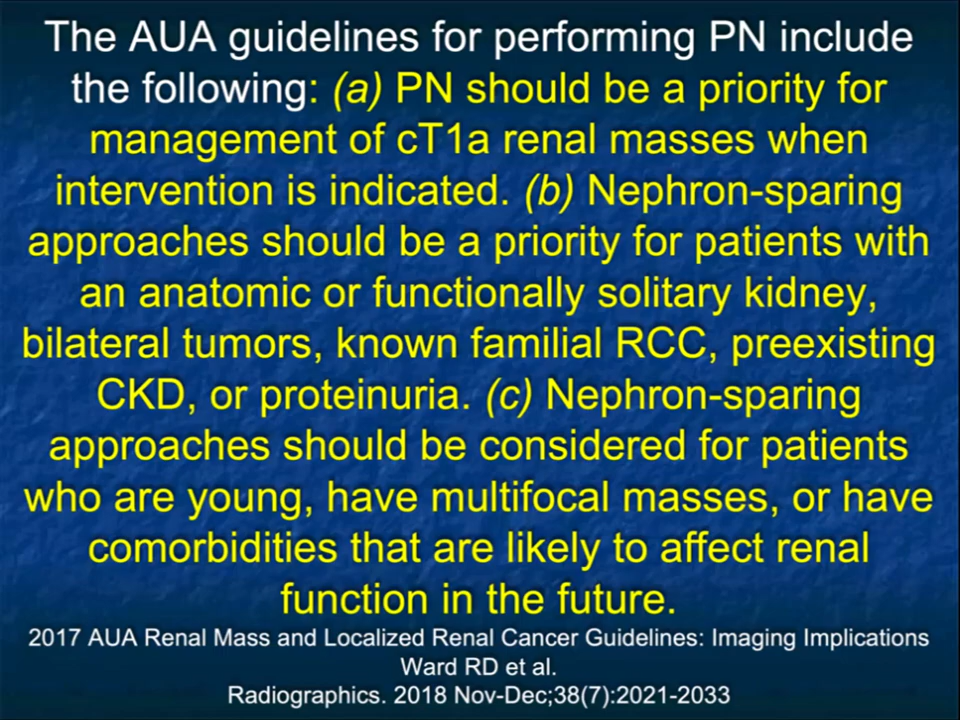 The AUA guidelines for performing PN include
the following: (a) PN should be a priority for
management of cT1a renal masses when
intervention is indicated. (b) Nephron-sparing
approaches should be a priority for patients with
an anatomic or functionally solitary kidney,
bilateral tumors, known familial RCC, preexisting
CKD, or proteinuria. (c) Nephron-sparing
approaches should be considered for patients
who are young, have multifocal masses, or have
comorbidities that are likely to affect renal
function in the future.
2017 AUA Renal Mass and Localized Renal Cancer Guidelines: Imaging Implications
Ward RD et al.
Radiographics. 2018 Nov-Dec;38(7):2021-2033